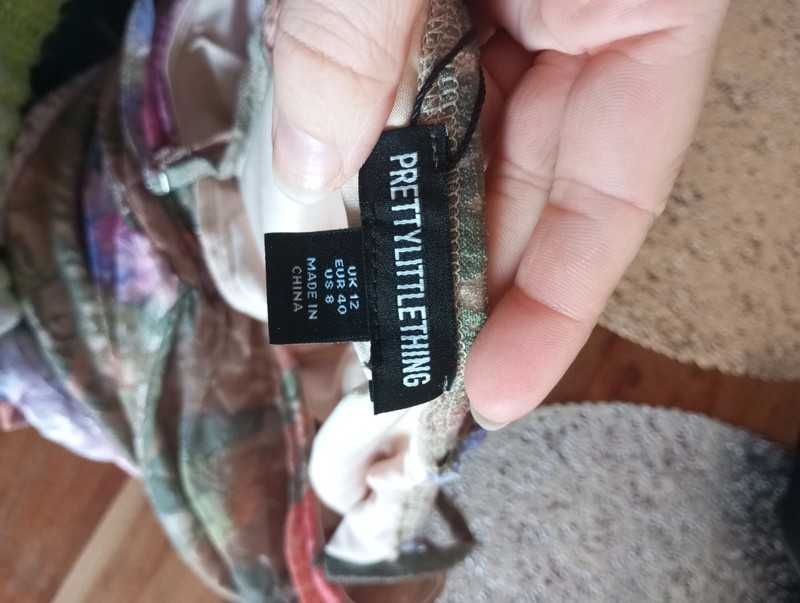 PRETTYLITTLETHING
UK 12
EUR 40
US 8
MADE IN
CHINA